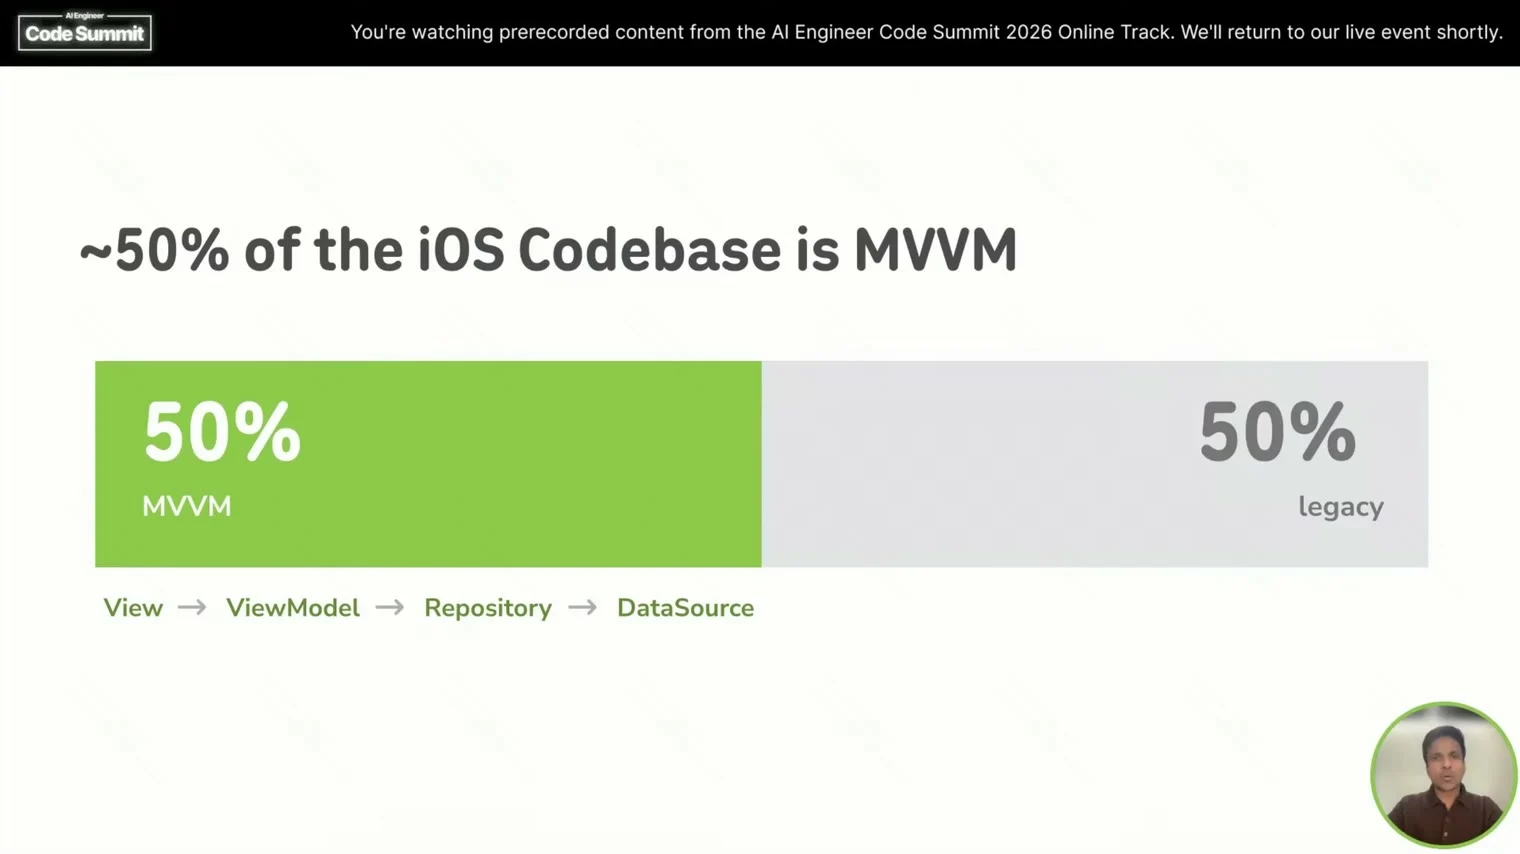 AI Engineer
Code Summit
You're watching prerecorded content from the AI Engineer Code Summit 2026 Online Track. We'll return to our live event shortly.
~50% of the iOS Codebase is MVVM
50%
MVVM
50%
legacy
View → ViewModel → Repository → DataSource